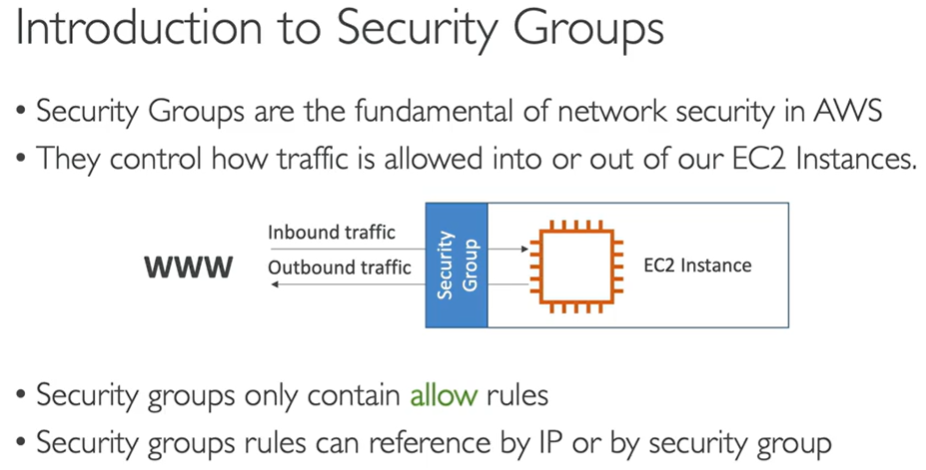 Introduction to Security Groups
• Security Groups are the fundamental of network security in AWS
• They control how traffic is allowed into or out of our EC2 Instances.
Inbound traffic
WWW
Outbound traffic
Security
Group
EC2 Instance
• Security groups only contain allow rules
• Security groups rules can reference by IP or by security group